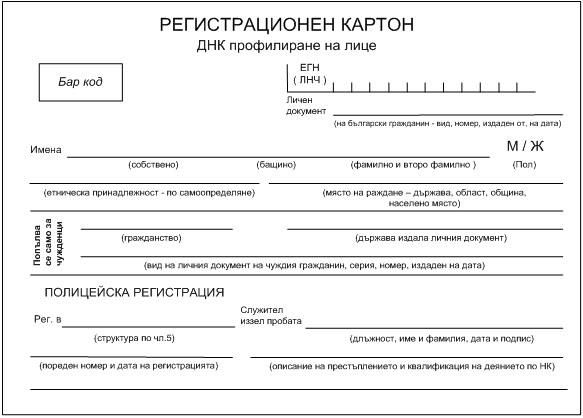 РЕГИСТРАЦИОНЕН КАРТОН
ДНК профилиране на лице
Бар код
ЕГН
( ЛНЧ )
Личен
документ
(на български гражданин - вид, номер, издаден от, на дата)
Имена
М / Ж
(собствено) (бащино) (фамилно и второ фамилно ) (Пол)
(етническа принадлежност - по самоопределяне) (място на раждане – държава, област, община,
населено място)
Попълва
се само за
чужденци
(гражданство) (държава издала личния документ)
(вид на личния документ на чуждия гражданин, серия, номер, издаден на дата)
ПОЛИЦЕЙСКА РЕГИСТРАЦИЯ
Рег. в
Служител
иззел пробата
(структура по чл.5) (длъжност, име и фамилия, дата и подпис)
(пореден номер и дата на регистрацията) (описание на престъплението и квалификация на деянието по НК)